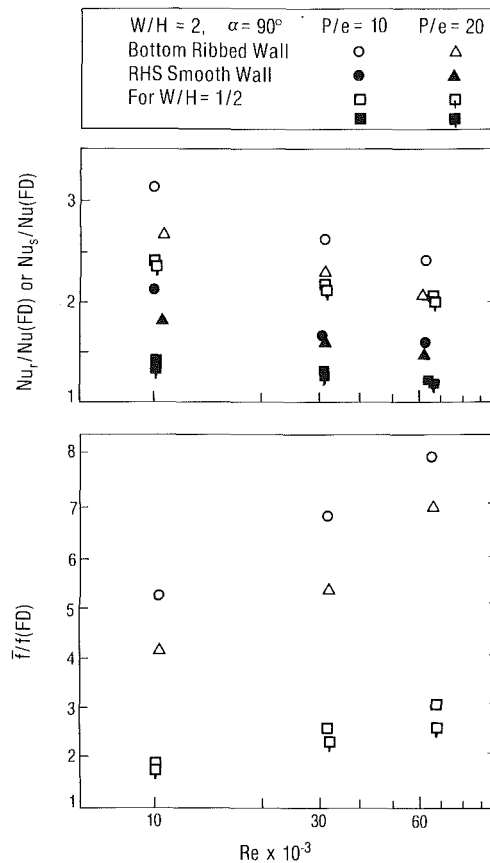 W/H = 2, α = 90° P/e = 10 P/e = 20
Bottom Ribbed Wall
RHS Smooth Wall
For W/H = 1/2
Nu_r/Nu(FD) or Nu_s/Nu(FD)
3
2
1
f̄/f(FD)
8
7
6
5
4
3
2
1
10 30 60
Re × 10⁻³